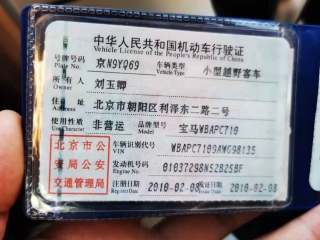 中华人民共和国机动车行驶证
Vehicle License of the People's Republic of China
号牌号码 京N9YQ69 车辆类型 小型越野客车
Plate No. Vehicle Type
所有人 刘玉卿
Owner
住址 北京市朝阳区利泽东二路二号
Address
使用性质 非营运 品牌型号 宝马WBAPC710
Use Character Model
北京市公安局公安交通管理局
车辆识别代号 WBAPC7109AWG98135
VIN
发动机号码 01037298N52B25BF
Engine No.
注册日期 2010-02-08 发证日期 2010-02-08
Register Date Issue Date